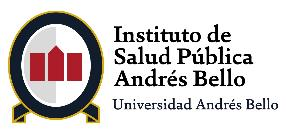 Instituto de
Salud Pública
Andrés Bello
Universidad Andrés Bello